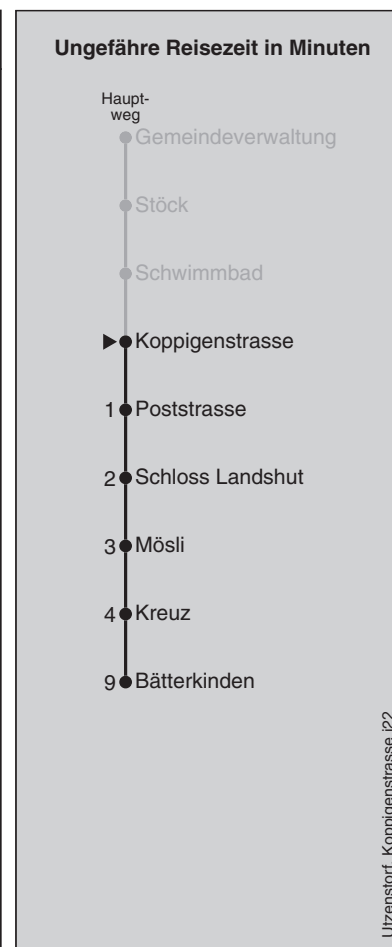 Ungefähre Reisezeit in Minuten
Haupt-
weg
Gemeindeverwaltung
Stöck
Schwimmbad
Koppigenstrasse
1 Poststrasse
2 Schloss Landshut
3 Mösli
4 Kreuz
9 Bätterkinden
Utzenstorf, Koppigenstrasse j22